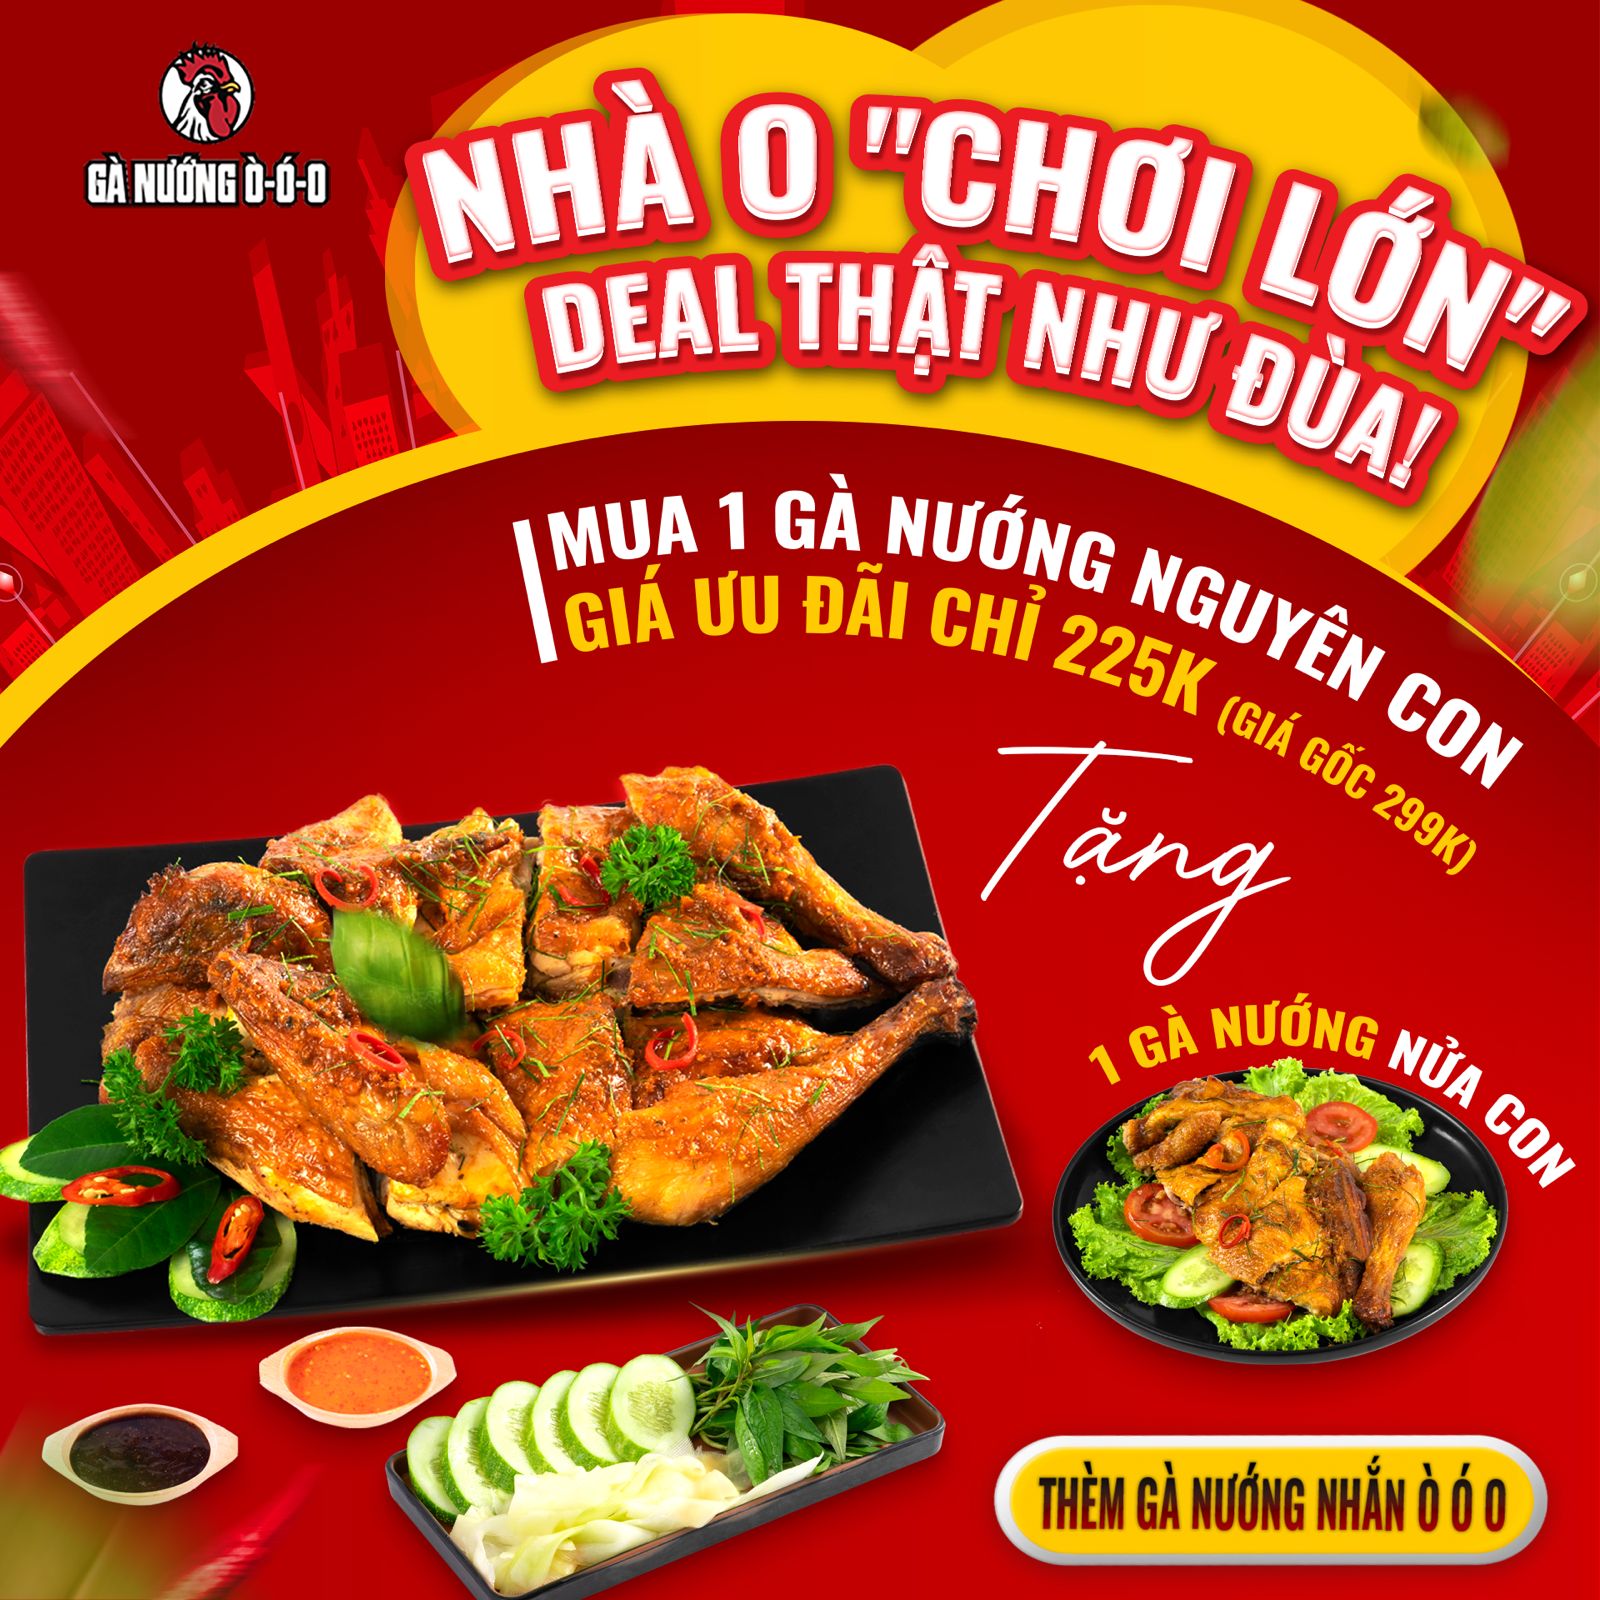 GÀ NƯỚNG Ò-Ó-O
NHÀ O "CHƠI LỚN"
DEAL THẬT NHƯ ĐÙA!
MUA 1 GÀ NƯỚNG NGUYÊN CON
GIÁ ƯU ĐÃI CHỈ 225K (GIÁ GỐC 299K)
Tặng
1 GÀ NƯỚNG NỬA CON
THÈM GÀ NƯỚNG NHẮN Ò Ó O